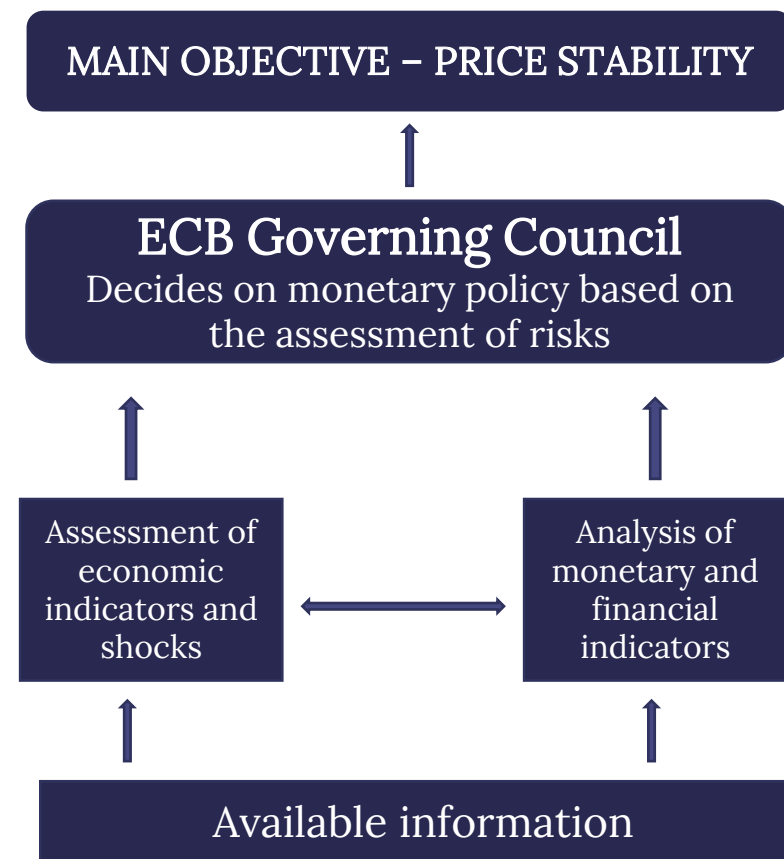 MAIN OBJECTIVE – PRICE STABILITY
ECB Governing Council
Decides on monetary policy based on
the assessment of risks
Assessment of
economic
indicators and
shocks
Analysis of
monetary and
financial
indicators
Available information